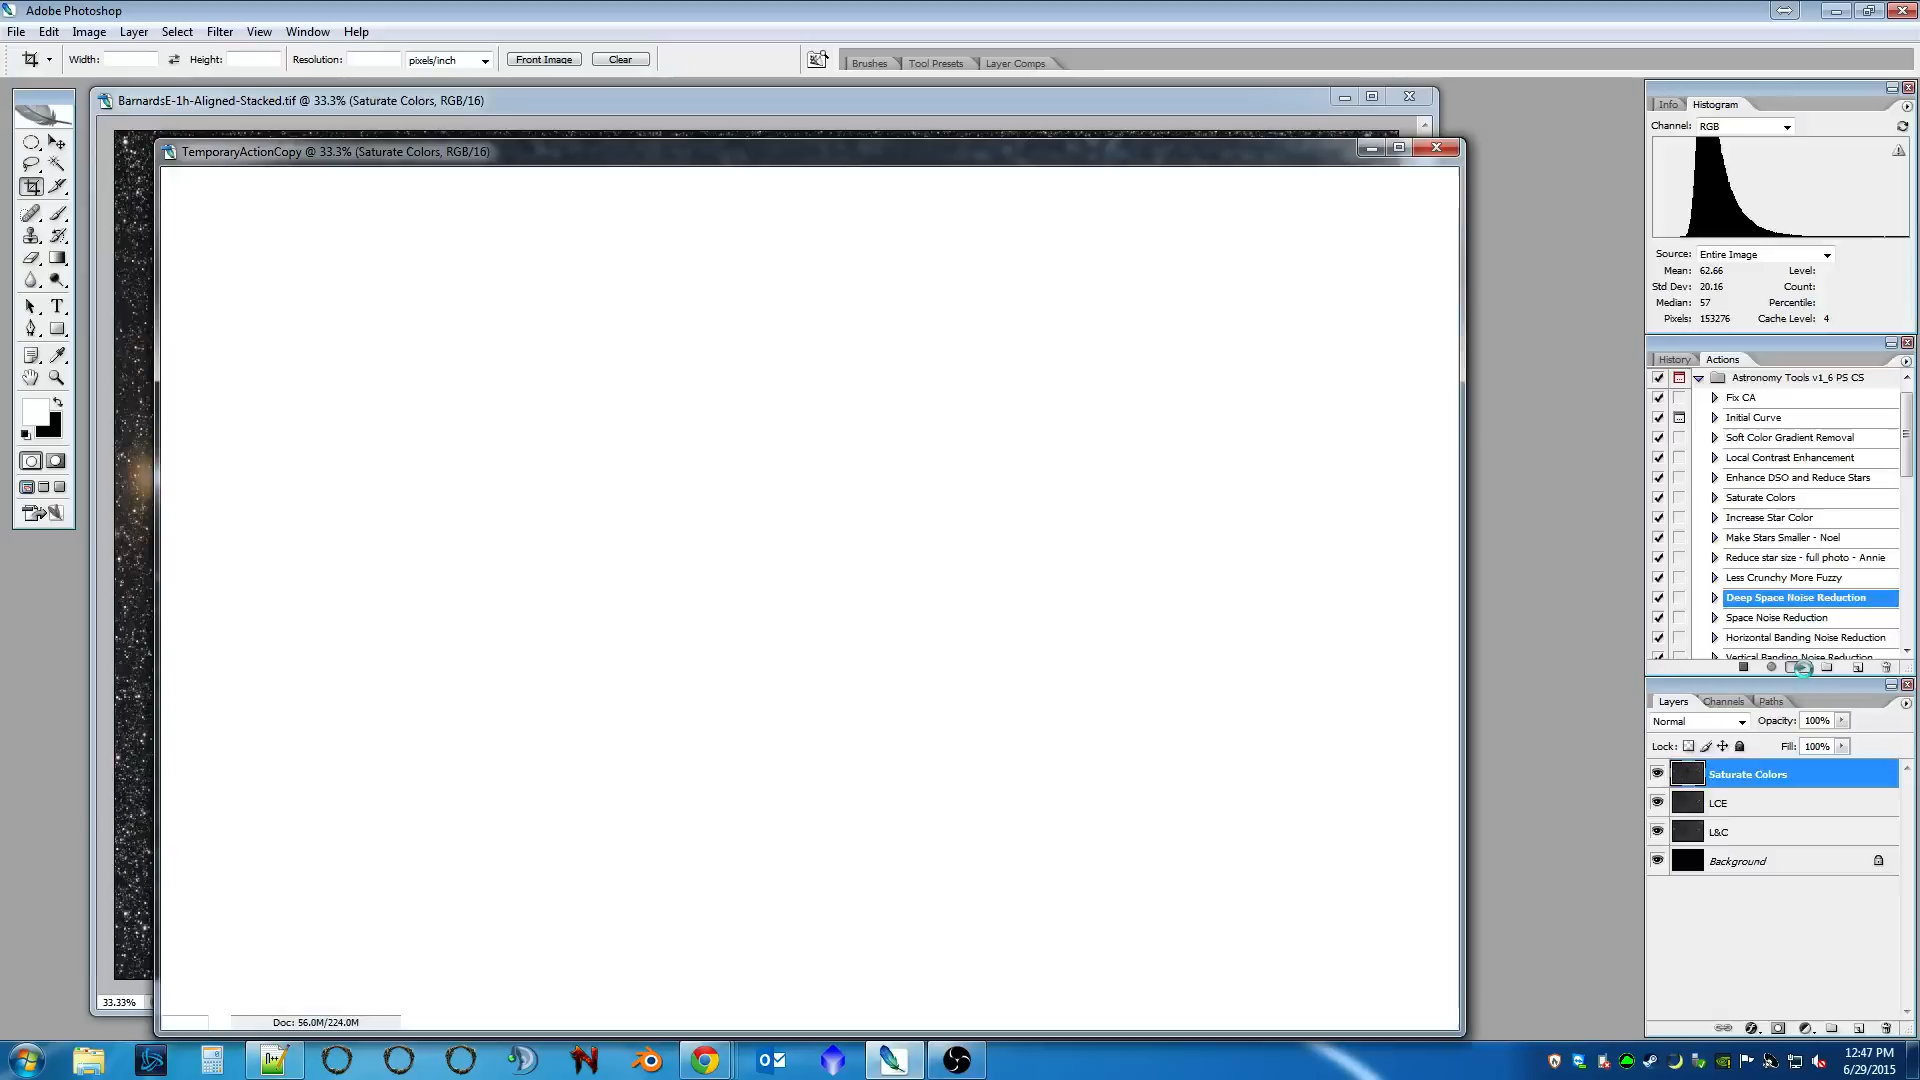 Adobe Photoshop
File Edit Image Layer Select Filter View Window Help
Width: Height: Resolution: pixels/inch Front Image Clear Brushes Tool Presets Layer Comps
BarnardsE-1h-Aligned-Stacked.tif @ 33.3% (Saturate Colors, RGB/16)
TemporaryActionCopy @ 33.3% (Saturate Colors, RGB/16)
33.33%
Doc: 56.0M/224.0M
Info Histogram
Channel: RGB
Source: Entire Image
Mean: 62.66 Level:
Std Dev: 20.16 Count:
Median: 57 Percentile:
Pixels: 153276 Cache Level: 4
History Actions
Astronomy Tools v1_6 PS CS
Fix CA
Initial Curve
Soft Color Gradient Removal
Local Contrast Enhancement
Enhance DSO and Reduce Stars
Saturate Colors
Increase Star Color
Make Stars Smaller - Noel
Reduce star size - full photo - Annie
Less Crunchy More Fuzzy
Deep Space Noise Reduction
Space Noise Reduction
Horizontal Banding Noise Reduction
Vertical Banding Noise Reduction
Layers Channels Paths
Normal Opacity: 100%
Lock: Fill: 100%
Saturate Colors
LCE
L&C
Background
12:47 PM
6/29/2015